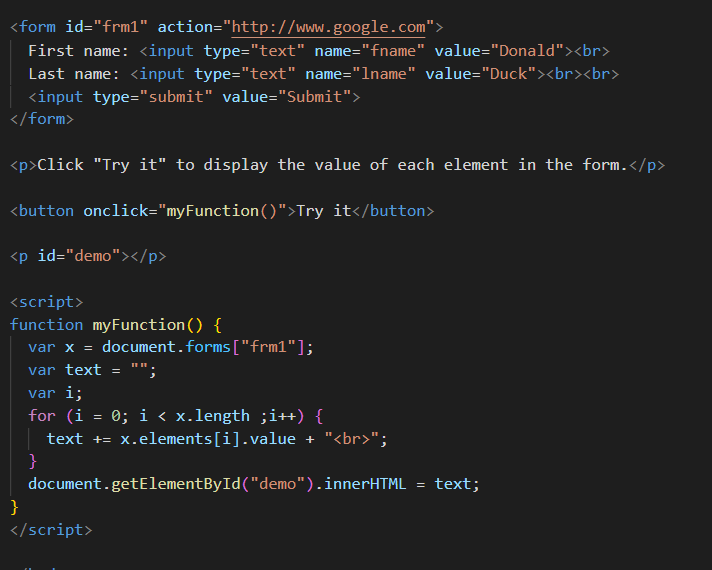 <form id="frm1" action="http://www.google.com">
First name: <input type="text" name="fname" value="Donald"><br>
Last name: <input type="text" name="lname" value="Duck"><br><br>
<input type="submit" value="Submit">
</form>
<p>Click "Try it" to display the value of each element in the form.</p>
<button onclick="myFunction()">Try it</button>
<p id="demo"></p>
<script>
function myFunction() {
var x = document.forms["frm1"];
var text = "";
var i;
for (i = 0; i < x.length ;i++) {
text += x.elements[i].value + "<br>";
}
document.getElementById("demo").innerHTML = text;
}
</script>